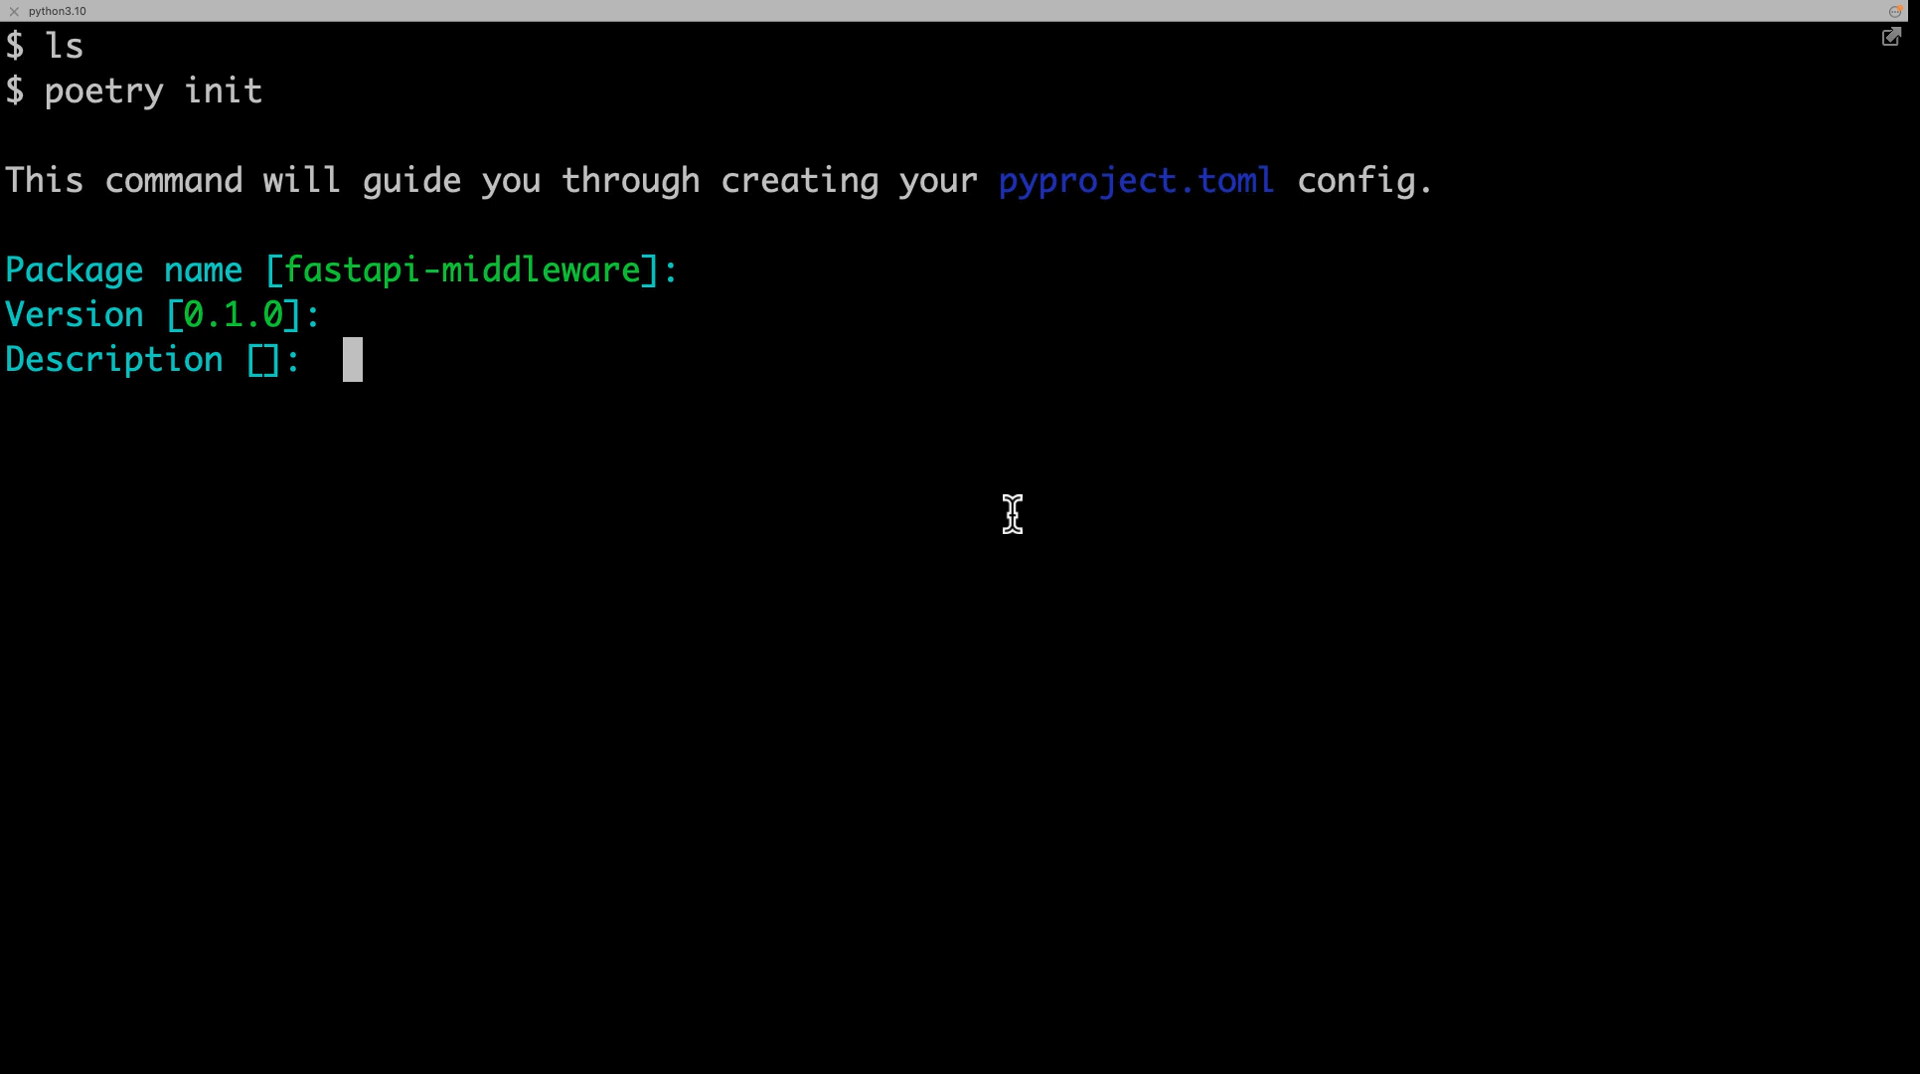 python3.10
$ ls
$ poetry init
This command will guide you through creating your pyproject.toml config.
Package name [fastapi-middleware]:
Version [0.1.0]:
Description []: